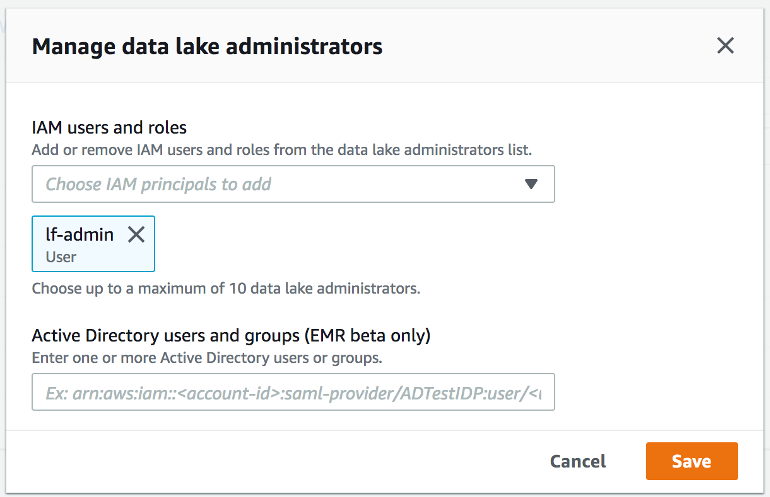 Manage data lake administrators
IAM users and roles
Add or remove IAM users and roles from the data lake administrators list.
Choose IAM principals to add
lf-admin
User
Choose up to a maximum of 10 data lake administrators.
Active Directory users and groups (EMR beta only)
Enter one or more Active Directory users or groups.
Ex: arn:aws:iam::<account-id>:saml-provider/ADTestIDP:user/<
Cancel Save